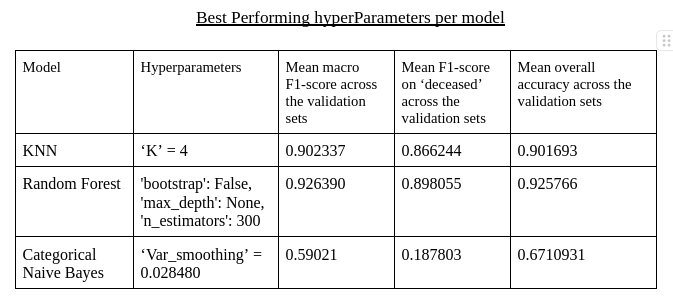 Best Performing hyperParameters per model
Model
Hyperparameters
Mean macro
F1-score across
the validation
sets
Mean F1-score
on ‘deceased’
across the
validation sets
Mean overall
accuracy across the
validation sets
KNN
‘K’ = 4
0.902337
0.866244
0.901693
Random Forest
'bootstrap': False,
'max_depth': None,
'n_estimators': 300
0.926390
0.898055
0.925766
Categorical
Naive Bayes
‘Var_smoothing’ =
0.028480
0.59021
0.187803
0.6710931